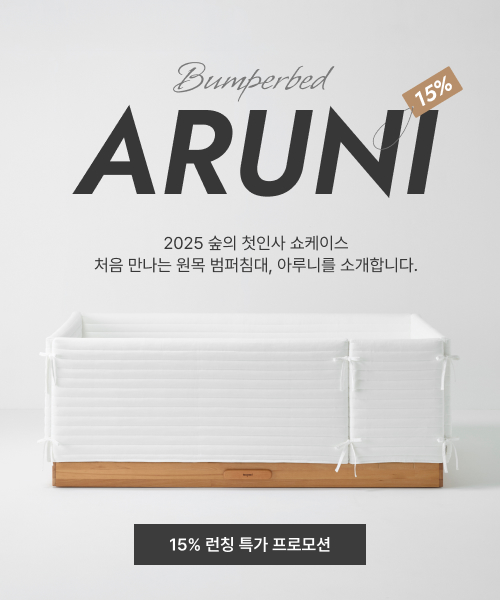 Bumperbed
15%
ARUNI
2025 숲의 첫인사 쇼케이스
처음 만나는 원목 범퍼침대, 아루니를 소개합니다.
15% 런칭 특가 프로모션